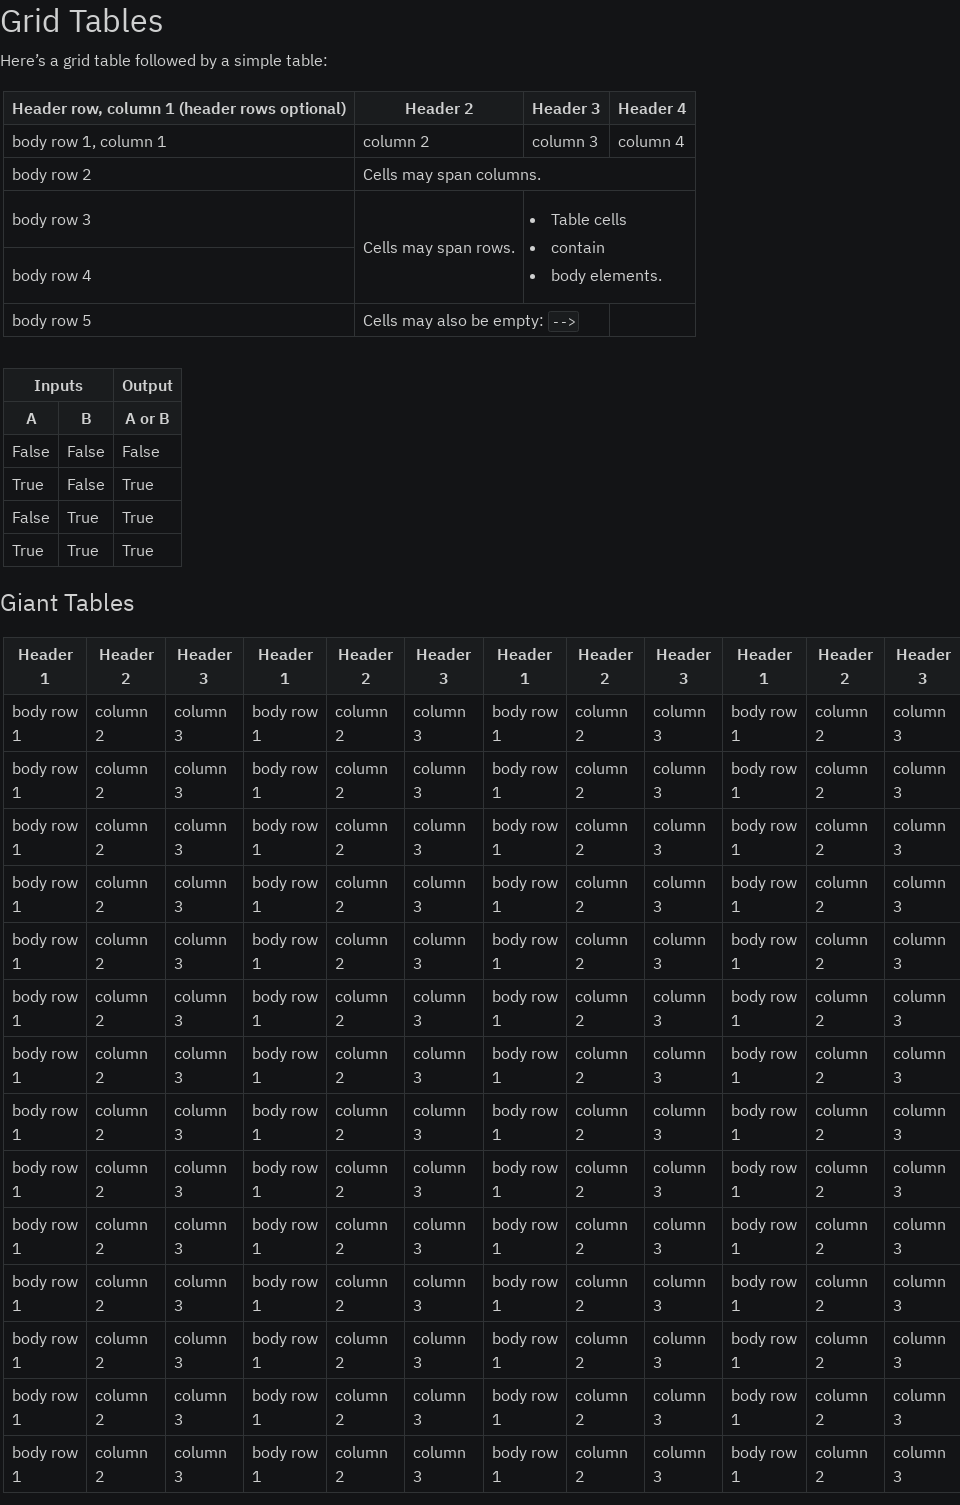 Grid Tables
Here’s a grid table followed by a simple table:
Header row, column 1 (header rows optional) Header 2 Header 3 Header 4
body row 1, column 1 column 2 column 3 column 4
body row 2 Cells may span columns.
body row 3 Table cells
Cells may span rows. contain
body row 4 body elements.
body row 5 Cells may also be empty: -->
Inputs Output
A B A or B
False False False
True False True
False True True
True True True
Giant Tables
Header Header Header Header Header Header Header Header Header Header Header Header
1 2 3 1 2 3 1 2 3 1 2 3
body row column column body row column column body row column column body row column column
1 2 3 1 2 3 1 2 3 1 2 3
body row column column body row column column body row column column body row column column
1 2 3 1 2 3 1 2 3 1 2 3
body row column column body row column column body row column column body row column column
1 2 3 1 2 3 1 2 3 1 2 3
body row column column body row column column body row column column body row column column
1 2 3 1 2 3 1 2 3 1 2 3
body row column column body row column column body row column column body row column column
1 2 3 1 2 3 1 2 3 1 2 3
body row column column body row column column body row column column body row column column
1 2 3 1 2 3 1 2 3 1 2 3
body row column column body row column column body row column column body row column column
1 2 3 1 2 3 1 2 3 1 2 3
body row column column body row column column body row column column body row column column
1 2 3 1 2 3 1 2 3 1 2 3
body row column column body row column column body row column column body row column column
1 2 3 1 2 3 1 2 3 1 2 3
body row column column body row column column body row column column body row column column
1 2 3 1 2 3 1 2 3 1 2 3
body row column column body row column column body row column column body row column column
1 2 3 1 2 3 1 2 3 1 2 3
body row column column body row column column body row column column body row column column
1 2 3 1 2 3 1 2 3 1 2 3
body row column column body row column column body row column column body row column column
1 2 3 1 2 3 1 2 3 1 2 3
body row column column body row column column body row column column body row column column
1 2 3 1 2 3 1 2 3 1 2 3